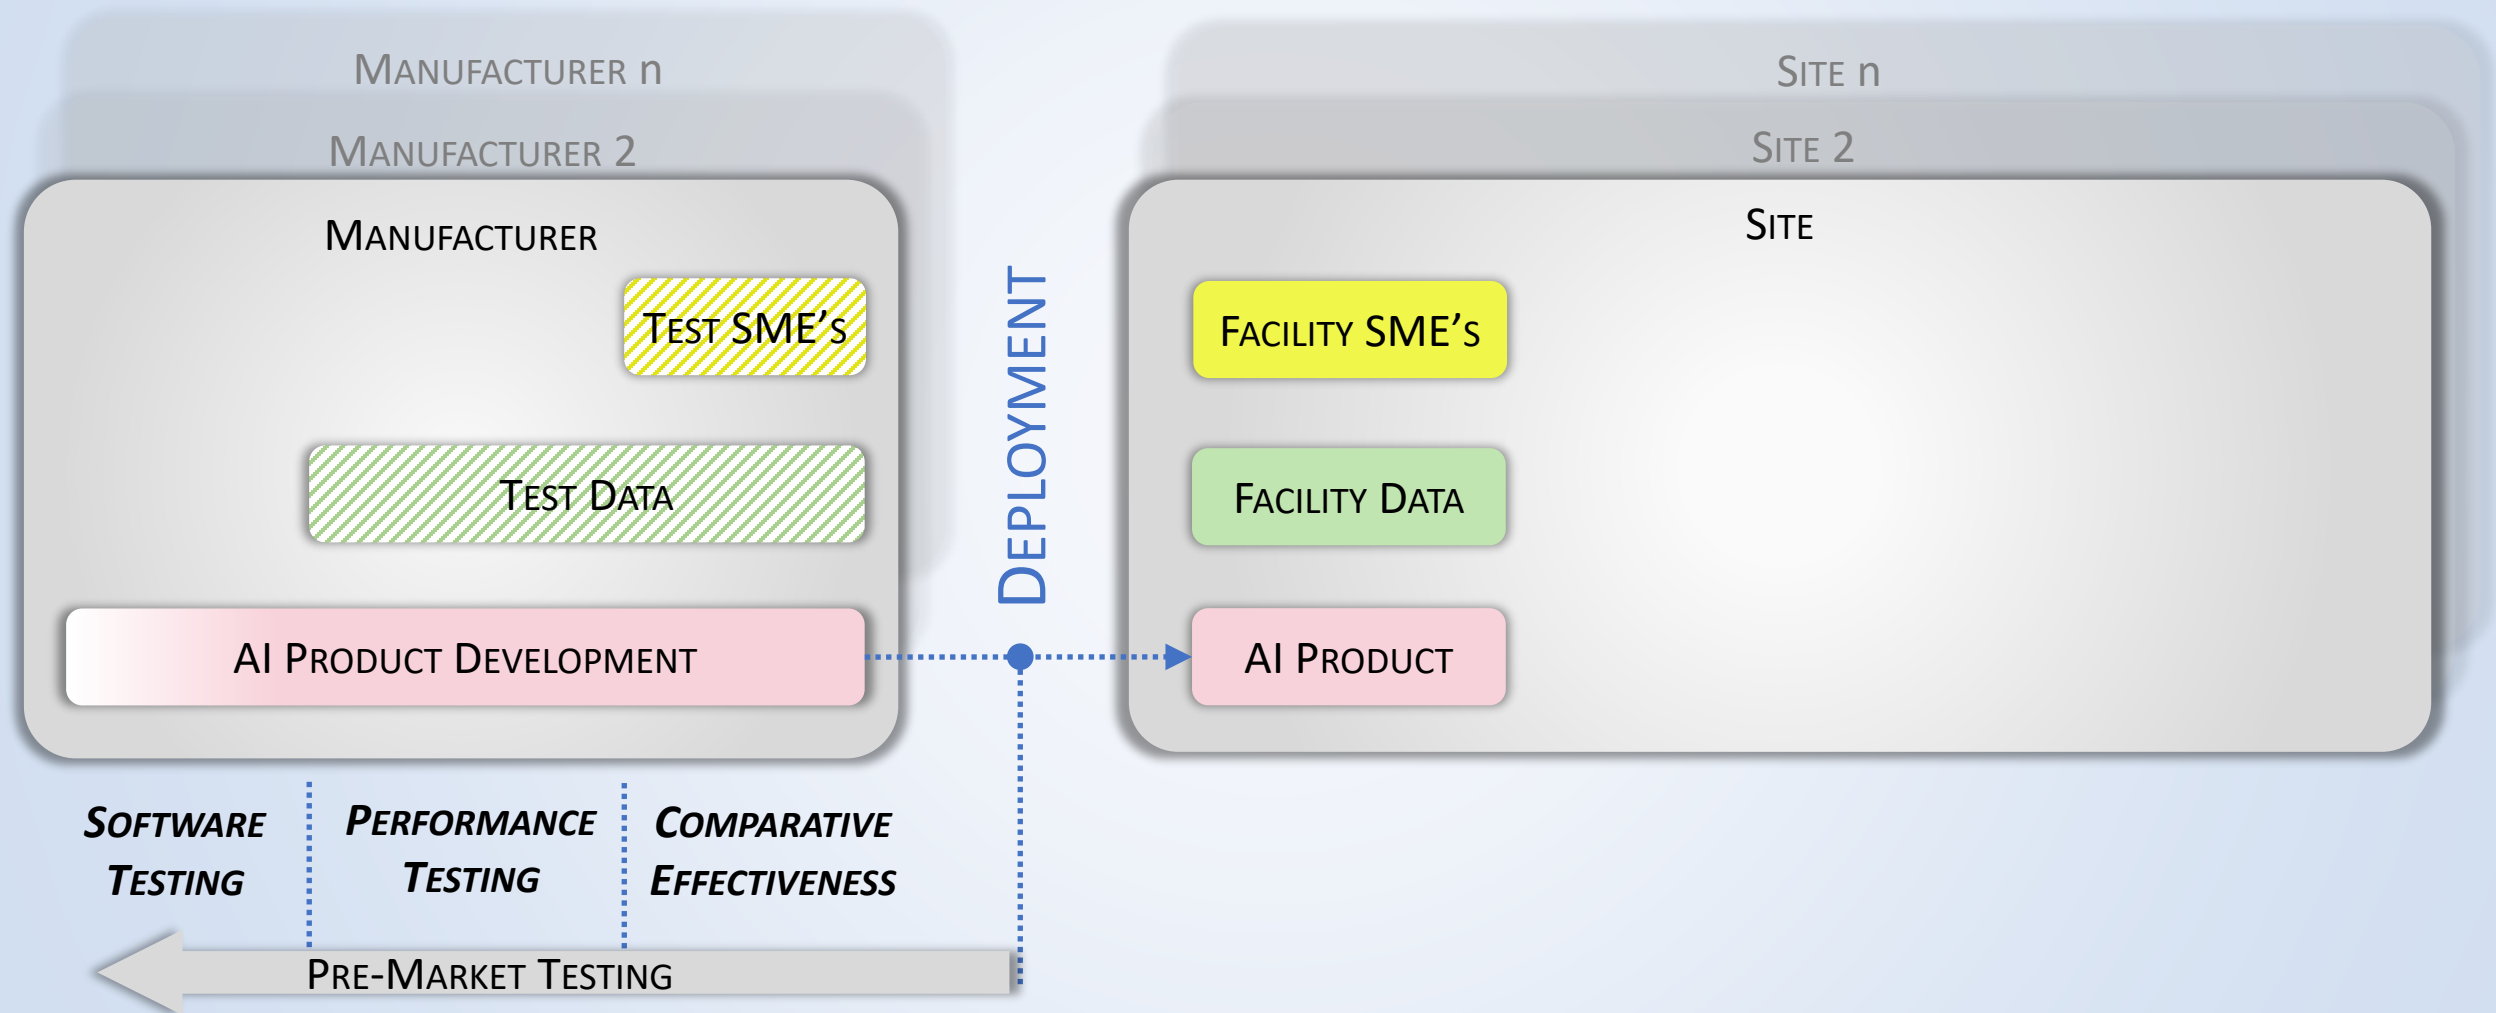 Manufacturer n
Manufacturer 2
Manufacturer
Test SME's
Test Data
AI Product Development
Deployment
Site n
Site 2
Site
Facility SME's
Facility Data
AI Product
Software
Testing
Performance
Testing
Comparative
Effectiveness
Pre-Market Testing